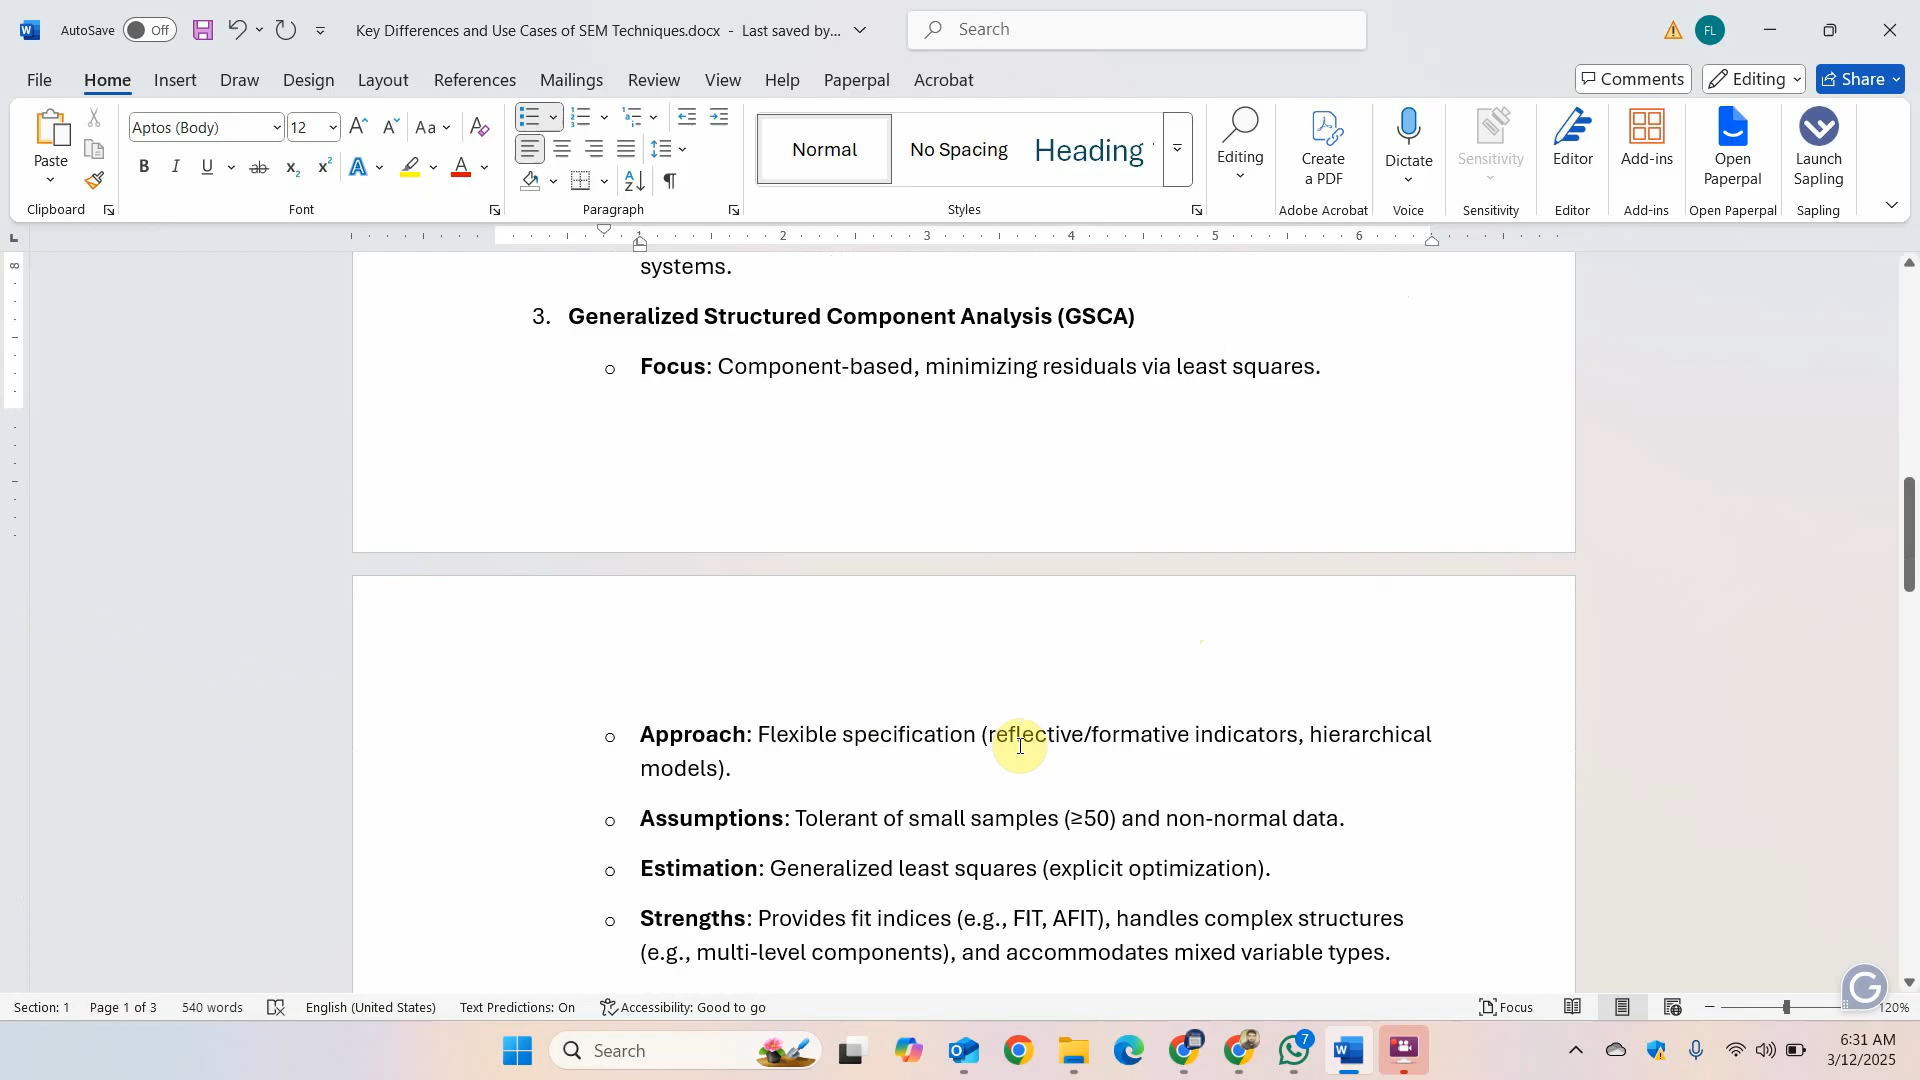 AutoSave Off Key Differences and Use Cases of SEM Techniques.docx - Last saved by... Search FL
File Home Insert Draw Design Layout References Mailings Review View Help Paperpal Acrobat Comments Editing Share
Paste Aptos (Body) 12 Normal No Spacing Heading Editing Create a PDF Dictate Sensitivity Editor Add-ins Open Paperpal Launch Sapling
Clipboard Font Paragraph Styles Adobe Acrobat Voice Sensitivity Editor Add-ins Open Paperpal Sapling
systems.
3. Generalized Structured Component Analysis (GSCA)
o Focus: Component-based, minimizing residuals via least squares.
o Approach: Flexible specification (reflective/formative indicators, hierarchical
models).
o Assumptions: Tolerant of small samples (≥50) and non-normal data.
o Estimation: Generalized least squares (explicit optimization).
o Strengths: Provides fit indices (e.g., FIT, AFIT), handles complex structures
(e.g., multi-level components), and accommodates mixed variable types.
Section: 1 Page 1 of 3 540 words English (United States) Text Predictions: On Accessibility: Good to go Focus 120%
Search 7 6:31 AM
3/12/2025